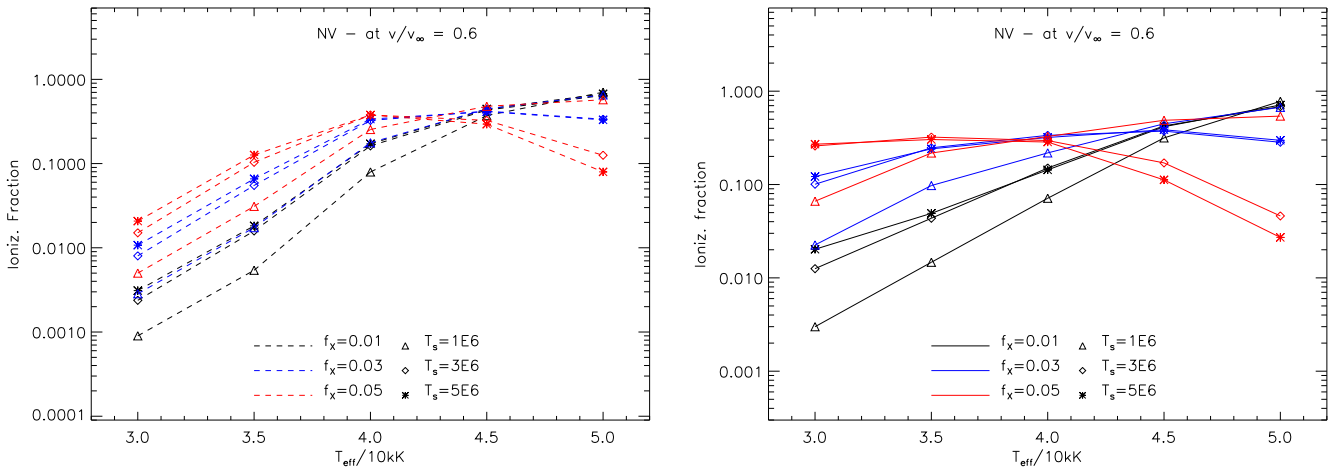 NV − at v/v∞ = 0.6
1.0000
0.1000
0.0100
0.0010
0.0001
Ioniz. Fraction
f_X=0.01 T_s=1E6
f_X=0.03 T_s=3E6
f_X=0.05 T_s=5E6
3.0 3.5 4.0 4.5 5.0
T_eff/10kK
NV − at v/v∞ = 0.6
1.000
0.100
0.010
0.001
Ioniz. fraction
f_X=0.01 T_s=1E6
f_X=0.03 T_s=3E6
f_X=0.05 T_s=5E6
3.0 3.5 4.0 4.5 5.0
T_eff/10kK